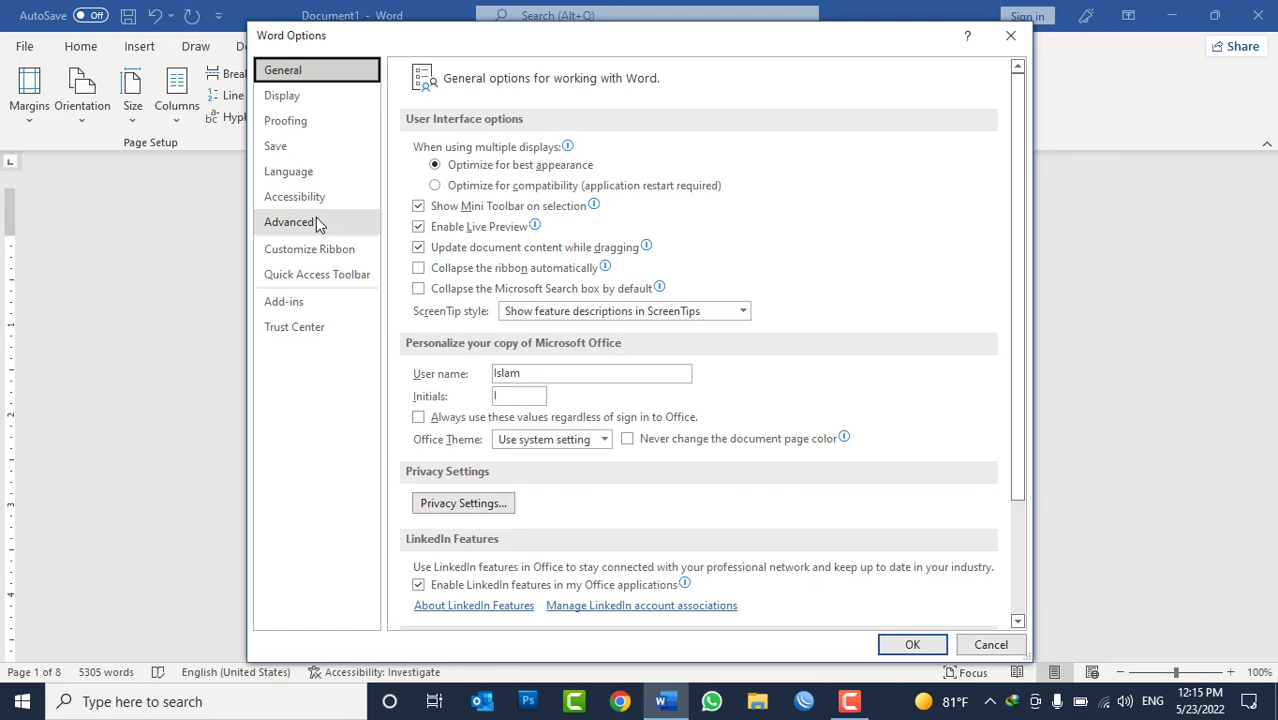 AutoSave Off Document1 - Word Search (Alt+Q) Sign in
Word Options
File Home Insert Draw Share
Margins Orientation Size Columns
Brea
Line
Hyph
Page Setup
General
Display
Proofing
Save
Language
Accessibility
Advanced
Customize Ribbon
Quick Access Toolbar
Add-ins
Trust Center
General options for working with Word.
User Interface options
When using multiple displays:
Optimize for best appearance
Optimize for compatibility (application restart required)
Show Mini Toolbar on selection
Enable Live Preview
Update document content while dragging
Collapse the ribbon automatically
Collapse the Microsoft Search box by default
ScreenTip style: Show feature descriptions in ScreenTips
Personalize your copy of Microsoft Office
User name: Islam
Initials: I
Always use these values regardless of sign in to Office.
Office Theme: Use system setting Never change the document page color
Privacy Settings
Privacy Settings...
LinkedIn Features
Use LinkedIn features in Office to stay connected with your professional network and keep up to date in your industry.
Enable LinkedIn features in my Office applications
About LinkedIn Features Manage LinkedIn account associations
OK Cancel
1
2
3
4
Page 1 of 8 5305 words English (United States) Accessibility: Investigate Focus 100%
Type here to search 81°F ENG 12:15 PM
5/23/2022